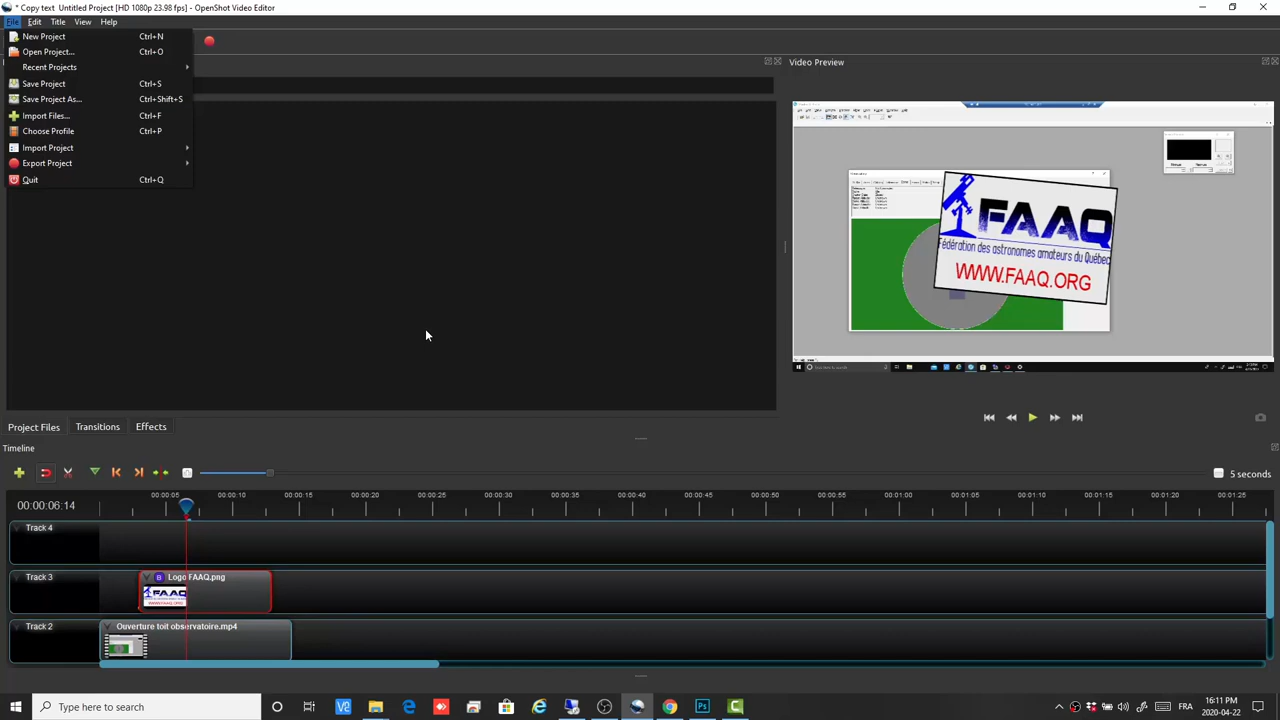 * Copy text  Untitled Project [HD 1080p 23.98 fps] - OpenShot Video Editor
File Edit Title View Help
New Project Ctrl+N
Open Project... Ctrl+O
Recent Projects
Save Project Ctrl+S
Save Project As... Ctrl+Shift+S
Import Files... Ctrl+F
Choose Profile Ctrl+P
Import Project
Export Project
Quit Ctrl+Q
Video Preview
FAAQ
Fédération des astronomes amateurs du Québec
WWW.FAAQ.ORG
Project Files Transitions Effects
Timeline
5 seconds
00:00:06:14
00:00:05 00:00:10 00:00:15 00:00:20 00:00:25 00:00:30 00:00:35 00:00:40 00:00:45 00:00:50 00:00:55 00:01:00 00:01:05 00:01:10 00:01:15 00:01:20 00:01:25
Track 4
Track 3
B Logo FAAQ.png
Track 2
Ouverture toit observatoire.mp4
Type here to search
FRA
16:11 PM
2020-04-22